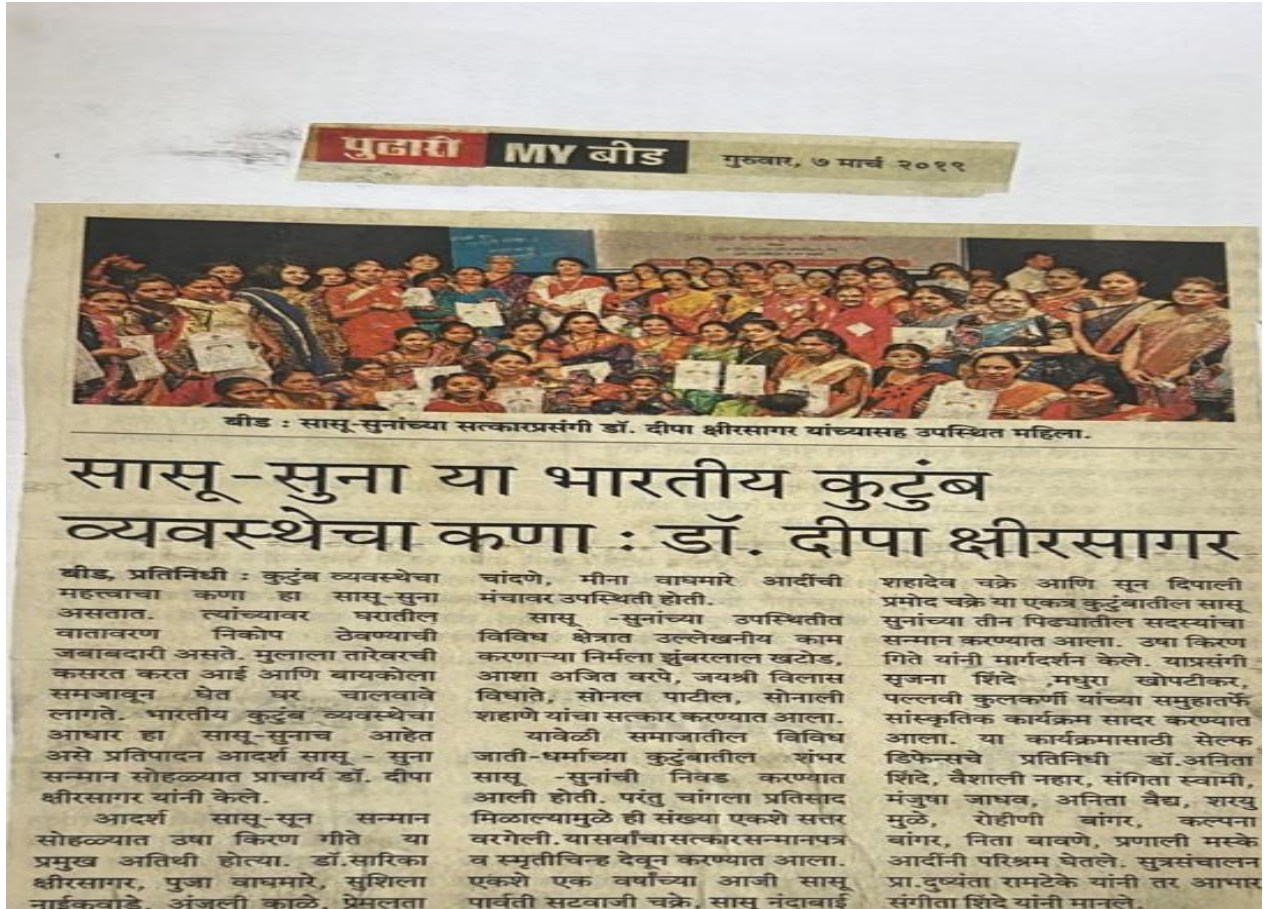 पुढारी MY बीड गुरुवार, ७ मार्च २०१९
बीड : सासू-सुनांच्या सत्कारप्रसंगी डॉ. दीपा क्षीरसागर यांच्यासह उपस्थित महिला.
सासू-सुना या भारतीय कुटुंब
व्यवस्थेचा कणा : डॉ. दीपा क्षीरसागर
बीड, प्रतिनिधी : कुटुंब व्यवस्थेचा
महत्त्वाचा कणा हा सासू-सुना
असतात. त्यांच्यावर घरातील
वातावरण निकोप ठेवण्याची
जबाबदारी असते. मुलाला तारेवरची
कसरत करत आई आणि बायकोला
समजावून घेत घर चालवावे
लागते. भारतीय कुटुंब व्यवस्थेचा
आधार हा सासू-सुनाच आहेत
असे प्रतिपादन आदर्श सासू - सुना
सन्मान सोहळ्यात प्राचार्य डॉ. दीपा
क्षीरसागर यांनी केले.
आदर्श सासू-सून सन्मान
सोहळ्यात उषा किरण गीते या
प्रमुख अतिथी होत्या. डॉ.सारिका
क्षीरसागर, पुजा वाघमारे, सुशिला
नाईकवाडे, अंजली काळे, प्रेमलता
चांदणे, मीना वाघमारे आदींची
मंचावर उपस्थिती होती.
सासू -सुनांच्या उपस्थितीत
विविध क्षेत्रात उल्लेखनीय काम
करणाऱ्या निर्मला झुंबरलाल खटोड,
आशा अजित वरपे, जयश्री विलास
विधाते, सोनल पाटील, सोनाली
शहाणे यांचा सत्कार करण्यात आला.
यावेळी समाजातील विविध
जाती-धर्माच्या कुटुंबातील शंभर
सासू -सुनांची निवड करण्यात
आली होती. परंतु चांगला प्रतिसाद
मिळाल्यामुळे ही संख्या एकशे सत्तर
वर गेली. या सर्वांचा सत्कार सन्मानपत्र
व स्मृतीचिन्ह देवून करण्यात आला.
एकशे एक वर्षांच्या आजी सासू
पार्वती सटवाजी चक्रे, सासू नंदाबाई
शहादेव चक्रे आणि सून दिपाली
प्रमोद चक्रे या एकत्र कुटुंबातील सासू
सुनांच्या तीन पिढ्यातील सदस्यांचा
सन्मान करण्यात आला. उषा किरण
गिते यांनी मार्गदर्शन केले. याप्रसंगी
सृजना शिंदे ,मधुरा खोपटीकर,
पल्लवी कुलकर्णी यांच्या समुहातर्फे
सांस्कृतिक कार्यक्रम सादर करण्यात
आला. या कार्यक्रमासाठी सेल्फ
डिफेन्सचे प्रतिनिधी डॉ.अनिता
शिंदे, वैशाली नहार, संगिता स्वामी,
मंजुषा जाधव, अनिता वैद्य, शरयु
मुळे, रोहीणी बांगर, कल्पना
बांगर, निता बावणे, प्रणाली मस्के
आदींनी परिश्रम घेतले. सुत्रसंचालन
प्रा.दुष्यंता रामटेके यांनी तर आभार
संगीता शिंदे यांनी मानले.